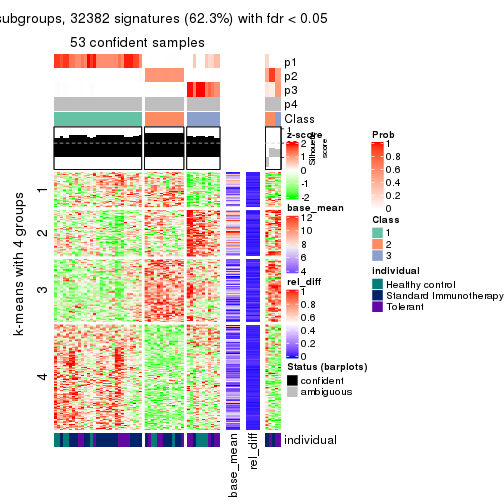 subgroups, 32382 signatures (62.3%) with fdr < 0.05
53 confident samples
p1
p2
p3
p4
Class
1
Silhouette
score
k-means with 4 groups
1
2
3
4
individual
base_mean
rel_diff
z-score
2
1
0
-1
-2
base_mean
12
10
8
6
4
rel_diff
1
0.8
0.6
0.4
0.2
0
Status (barplots)
confident
ambiguous
Prob
1
0.8
0.6
0.4
0.2
0
Class
1
2
3
individual
Healthy control
Standard Immunotherapy
Tolerant